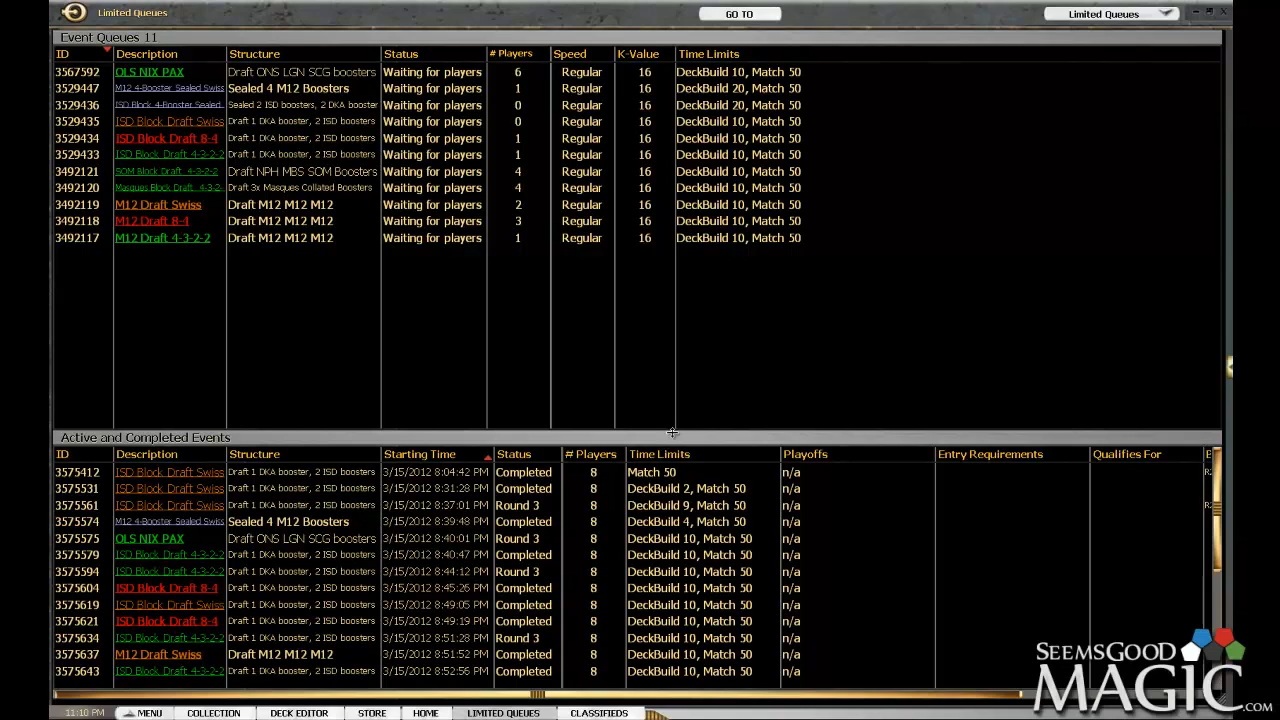 Limited Queues GO TO Limited Queues
Event Queues 11
ID Description Structure Status # Players Speed K-Value Time Limits
3567592 OLS NIX PAX Draft ONS LGN SCG boosters Waiting for players 6 Regular 16 DeckBuild 10, Match 50
3529447 M12 4-Booster Sealed Swiss Sealed 4 M12 Boosters Waiting for players 1 Regular 16 DeckBuild 20, Match 50
3529436 ISD Block 4-Booster Sealed Sealed 2 ISD boosters, 2 DKA booster Waiting for players 0 Regular 16 DeckBuild 20, Match 50
3529435 ISD Block Draft Swiss Draft 1 DKA booster, 2 ISD boosters Waiting for players 0 Regular 16 DeckBuild 10, Match 50
3529434 ISD Block Draft 8-4 Draft 1 DKA booster, 2 ISD boosters Waiting for players 1 Regular 16 DeckBuild 10, Match 50
3529433 ISD Block Draft 4-3-2-2 Draft 1 DKA booster, 2 ISD boosters Waiting for players 1 Regular 16 DeckBuild 10, Match 50
3492121 SOM Block Draft 4-3-2-2 Draft NPH MBS SOM Boosters Waiting for players 4 Regular 16 DeckBuild 10, Match 50
3492120 Masques Block Draft 4-3-2- Draft 3x Masques Collated Boosters Waiting for players 4 Regular 16 DeckBuild 10, Match 50
3492119 M12 Draft Swiss Draft M12 M12 M12 Waiting for players 2 Regular 16 DeckBuild 10, Match 50
3492118 M12 Draft 8-4 Draft M12 M12 M12 Waiting for players 3 Regular 16 DeckBuild 10, Match 50
3492117 M12 Draft 4-3-2-2 Draft M12 M12 M12 Waiting for players 1 Regular 16 DeckBuild 10, Match 50
Active and Completed Events
ID Description Structure Starting Time Status # Players Time Limits Playoffs Entry Requirements Qualifies For
3575412 ISD Block Draft Swiss Draft 1 DKA booster, 2 ISD boosters 3/15/2012 8:04:42 PM Completed 8 Match 50 n/a
3575531 ISD Block Draft Swiss Draft 1 DKA booster, 2 ISD boosters 3/15/2012 8:31:28 PM Completed 8 DeckBuild 2, Match 50 n/a
3575561 ISD Block Draft Swiss Draft 1 DKA booster, 2 ISD boosters 3/15/2012 8:37:01 PM Round 3 8 DeckBuild 9, Match 50 n/a
3575574 M12 4-Booster Sealed Swiss Sealed 4 M12 Boosters 3/15/2012 8:39:48 PM Completed 8 DeckBuild 4, Match 50 n/a
3575575 OLS NIX PAX Draft ONS LGN SCG boosters 3/15/2012 8:40:01 PM Round 3 8 DeckBuild 10, Match 50 n/a
3575579 ISD Block Draft 4-3-2-2 Draft 1 DKA booster, 2 ISD boosters 3/15/2012 8:40:47 PM Completed 8 DeckBuild 10, Match 50 n/a
3575594 ISD Block Draft 4-3-2-2 Draft 1 DKA booster, 2 ISD boosters 3/15/2012 8:44:12 PM Round 3 8 DeckBuild 10, Match 50 n/a
3575604 ISD Block Draft 8-4 Draft 1 DKA booster, 2 ISD boosters 3/15/2012 8:45:26 PM Completed 8 DeckBuild 10, Match 50 n/a
3575619 ISD Block Draft Swiss Draft 1 DKA booster, 2 ISD boosters 3/15/2012 8:49:05 PM Completed 8 DeckBuild 10, Match 50 n/a
3575621 ISD Block Draft 8-4 Draft 1 DKA booster, 2 ISD boosters 3/15/2012 8:49:19 PM Completed 8 DeckBuild 10, Match 50 n/a
3575634 ISD Block Draft 4-3-2-2 Draft 1 DKA booster, 2 ISD boosters 3/15/2012 8:51:28 PM Round 3 8 DeckBuild 10, Match 50 n/a
3575637 M12 Draft Swiss Draft M12 M12 M12 3/15/2012 8:51:52 PM Completed 8 DeckBuild 10, Match 50 n/a
3575643 ISD Block Draft 4-3-2-2 Draft 1 DKA booster, 2 ISD boosters 3/15/2012 8:52:56 PM Completed 8 DeckBuild 10, Match 50 n/a
SEEMSGOOD
MAGIC.COM
11:10 PM MENU COLLECTION DECK EDITOR STORE HOME LIMITED QUEUES CLASSIFIEDS